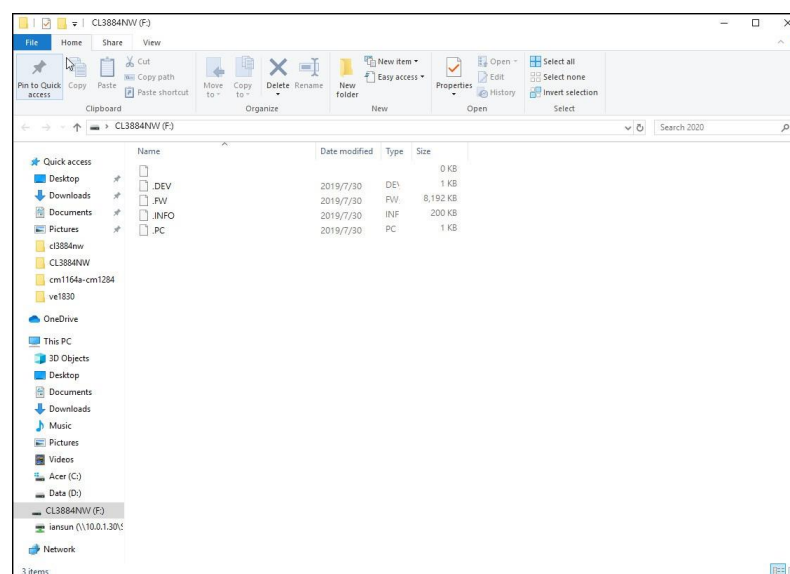 CL3884NW (F:)
File Home Share View
Pin to Quick access
Copy
Paste
Cut
Copy path
Paste shortcut
Clipboard
Move to
Copy to
Delete
Rename
Organize
New folder
New item
Easy access
New
Properties
Open
Edit
History
Open
Select all
Select none
Invert selection
Select
CL3884NW (F:)
Search 2020
Quick access
Desktop
Downloads
Documents
Pictures
cl3884nw
CL3884NW
cm1164a-cm1284
ve1830
OneDrive
This PC
3D Objects
Desktop
Documents
Downloads
Music
Pictures
Videos
Acer (C:)
Data (D:)
CL3884NW (F:)
iansun (\\10.0.1.30\S
Network
Name Date modified Type Size
0 KB
.DEV 2019/7/30 DEV 1 KB
.FW 2019/7/30 FW 8,192 KB
.INFO 2019/7/30 INF 200 KB
.PC 2019/7/30 PC 1 KB
3 items